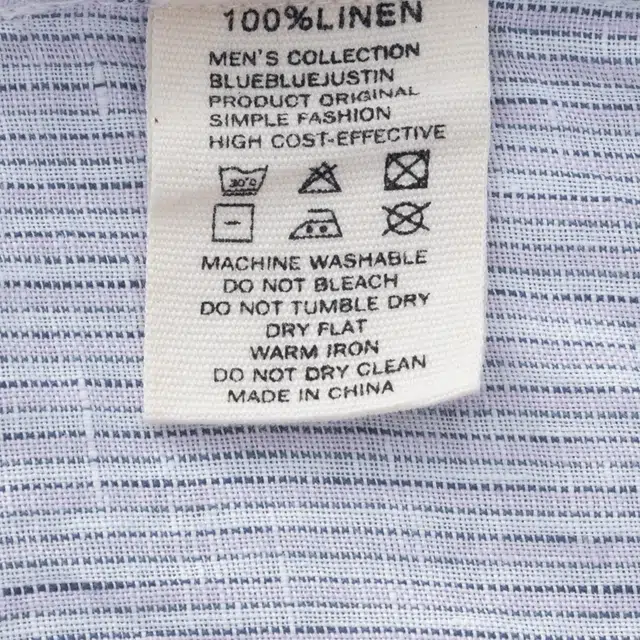 100%LINEN
MEN'S COLLECTION
BLUEBLUEJUSTIN
PRODUCT ORIGINAL
SIMPLE FASHION
HIGH COST-EFFECTIVE
30°C
MACHINE WASHABLE
DO NOT BLEACH
DO NOT TUMBLE DRY
DRY FLAT
WARM IRON
DO NOT DRY CLEAN
MADE IN CHINA